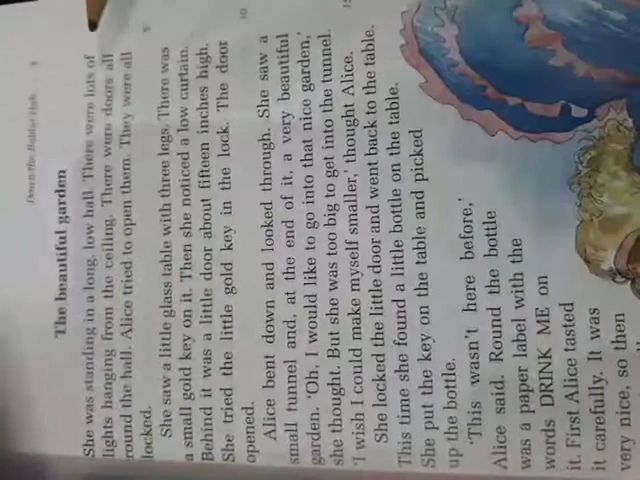 Down the Rabbit Hole
The beautiful garden
She was standing in a long, low hall. There were lots of
lights hanging from the ceiling. There were doors all
round the hall. Alice tried to open them. They were all
locked.
5
She saw a little glass table with three legs. There was
a small gold key on it. Then she noticed a low curtain.
Behind it was a little door about fifteen inches high.
She tried the little gold key in the lock. The door
opened.
10
Alice bent down and looked through. She saw a
small tunnel and, at the end of it, a very beautiful
garden. 'Oh, I would like to go into that nice garden,'
she thought. But she was too big to get into the tunnel.
'I wish I could make myself smaller,' thought Alice.
15
She locked the little door and went back to the table.
This time she found a little bottle on the table.
She put the key on the table and picked
up the bottle.
'This wasn't here before,'
Alice said. Round the bottle
was a paper label with the
words DRINK ME on
it. First Alice tasted
it carefully. It was
very nice, so then